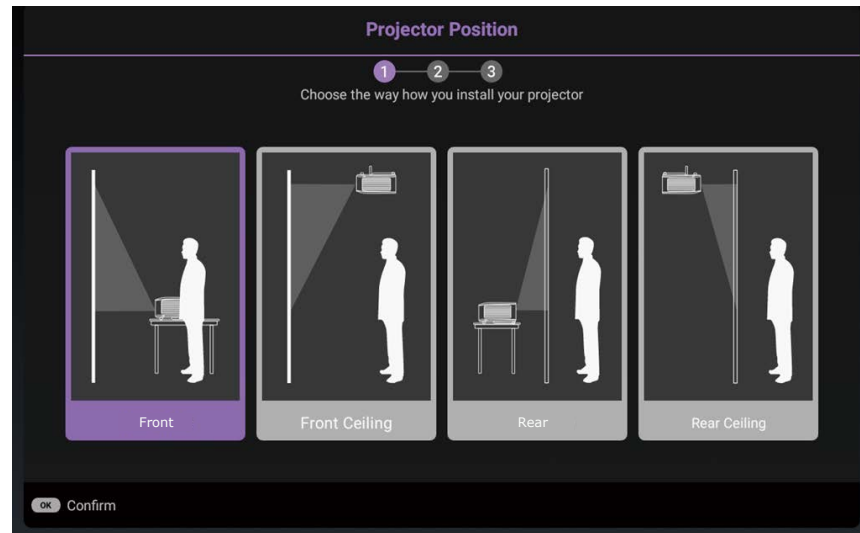 Projector Position
1 2 3
Choose the way how you install your projector
Front
Front Ceiling
Rear
Rear Ceiling
OK Confirm